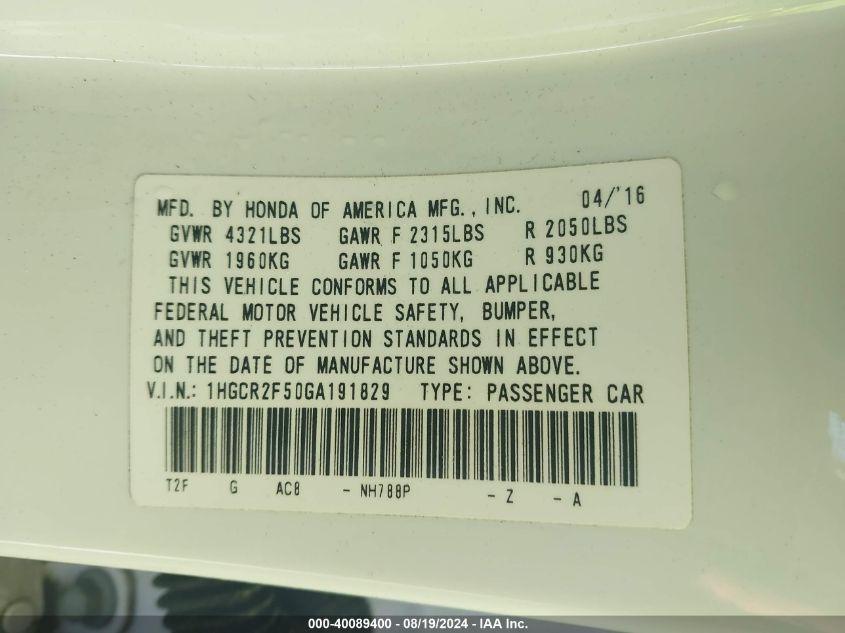 MFD. BY HONDA OF AMERICA MFG., INC. 04/'16
GVWR 4321LBS GAWR F 2315LBS R 2050LBS
GVWR 1960KG GAWR F 1050KG R 930KG
THIS VEHICLE CONFORMS TO ALL APPLICABLE
FEDERAL MOTOR VEHICLE SAFETY, BUMPER,
AND THEFT PREVENTION STANDARDS IN EFFECT
ON THE DATE OF MANUFACTURE SHOWN ABOVE.
V.I.N.: 1HGCR2F50GA191829 TYPE: PASSENGER CAR
T2F G AC8 - NH788P - Z - A
000-40089400 - 08/19/2024 - IAA Inc.